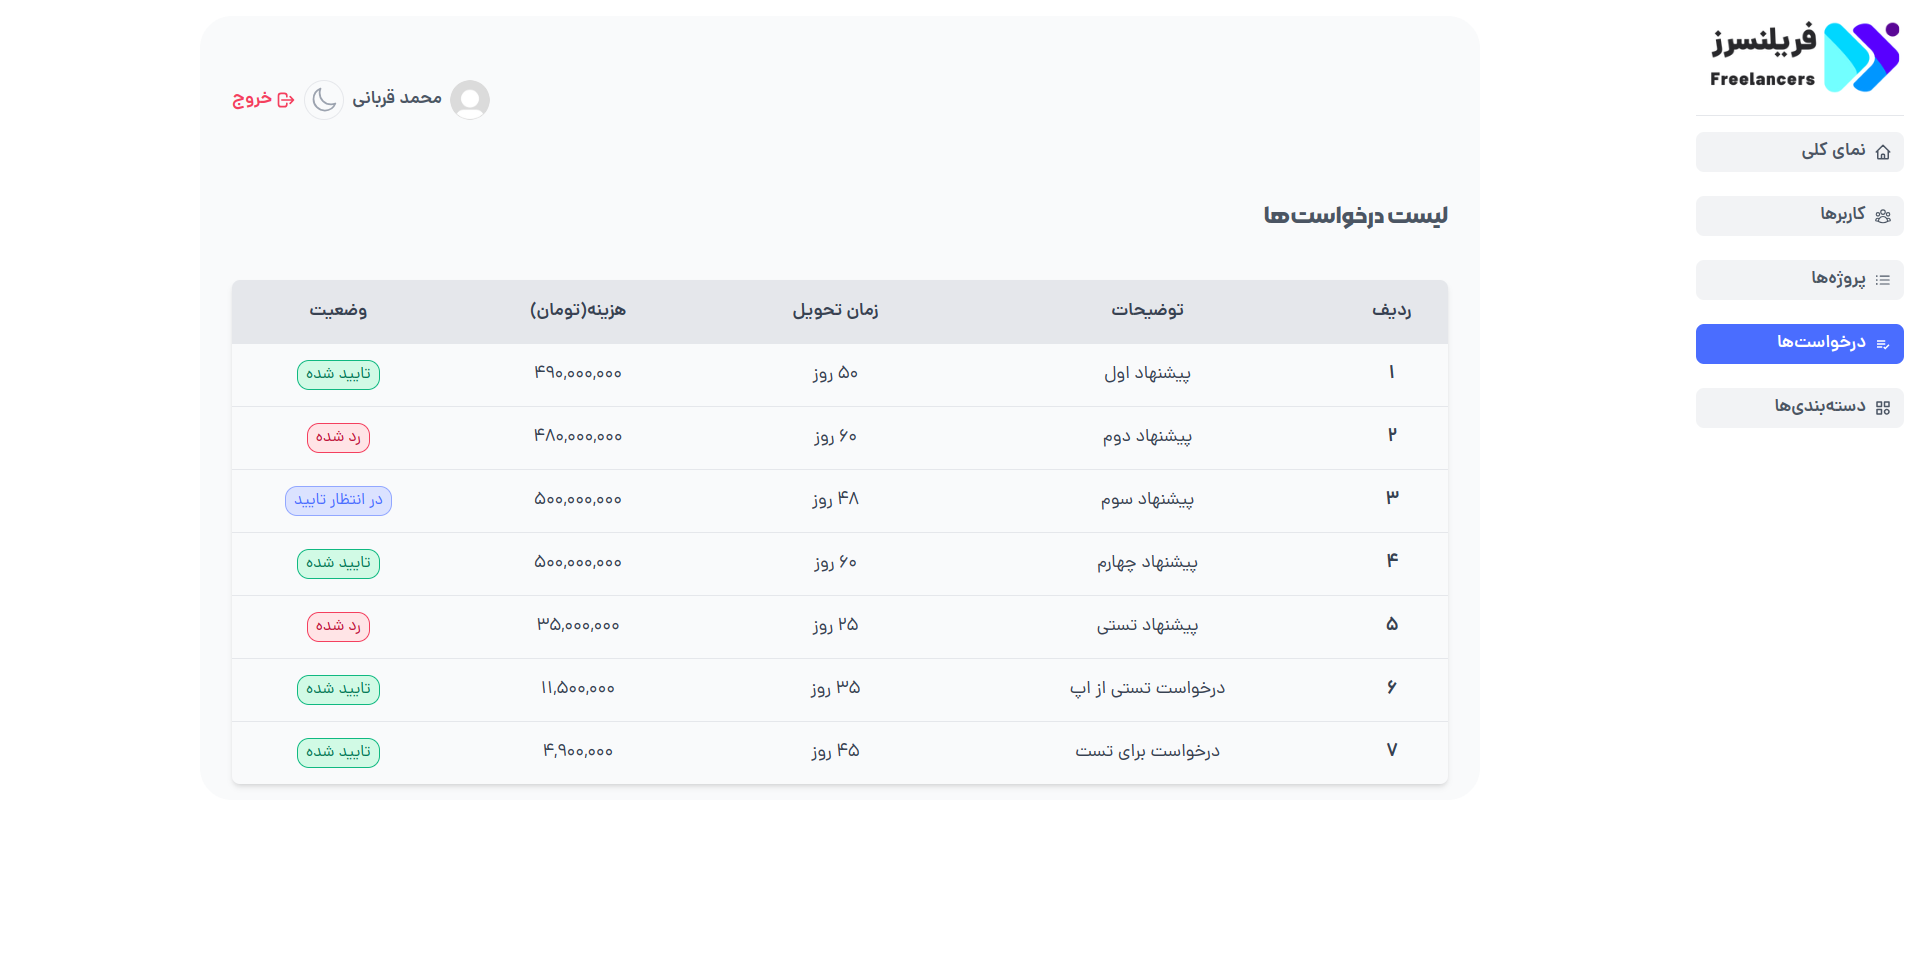 فریلنسرز
Freelancers
نمای کلی
کاربرها
پروژه‌ها
درخواست‌ها
دسته‌بندی‌ها
محمد قربانی خروج
لیست درخواست‌ها
ردیف توضیحات زمان تحویل هزینه(تومان) وضعیت
۱ پیشنهاد اول ۵۰ روز ۴۹۰,۰۰۰,۰۰۰ تایید شده
۲ پیشنهاد دوم ۶۰ روز ۴۸۰,۰۰۰,۰۰۰ رد شده
۳ پیشنهاد سوم ۴۸ روز ۵۰۰,۰۰۰,۰۰۰ در انتظار تایید
۴ پیشنهاد چهارم ۶۰ روز ۵۰۰,۰۰۰,۰۰۰ تایید شده
۵ پیشنهاد تستی ۲۵ روز ۳۵,۰۰۰,۰۰۰ رد شده
۶ درخواست تستی از اپ ۳۵ روز ۱۱,۵۰۰,۰۰۰ تایید شده
۷ درخواست برای تست ۴۵ روز ۴,۹۰۰,۰۰۰ تایید شده